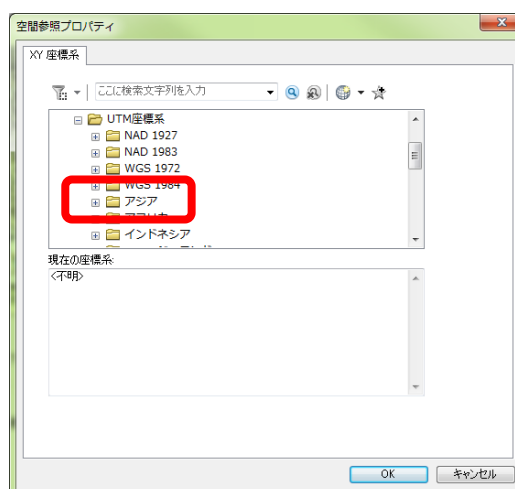 空間参照プロパティ
XY 座標系
ここに検索文字列を入力
UTM座標系
NAD 1927
NAD 1983
WGS 1972
WGS 1984
アジア
インドネシア
現在の座標系:
<不明>
OK
キャンセル